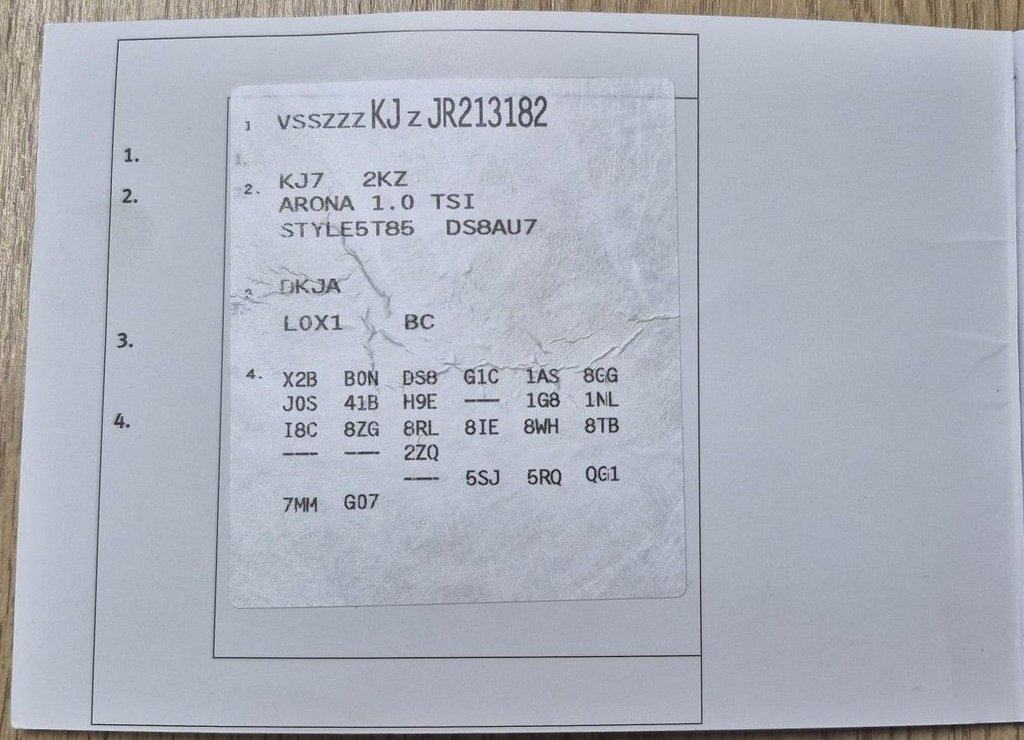 1 VSSZZZKJZJR213182
1.
1.
2. KJ7 2KZ
2.
ARONA 1.0 TSI
STYLE5T85 DS8AU7
3. DKJA
L0X1 BC
3.
4. X2B B0N DS8 G1C 1AS 8GG
J0S 41B H9E --- 1G8 1NL
4.
I8C 8ZG 8RL 8IE 8WH 8TB
--- --- 2ZQ
--- 5SJ 5RQ QG1
7MM G07